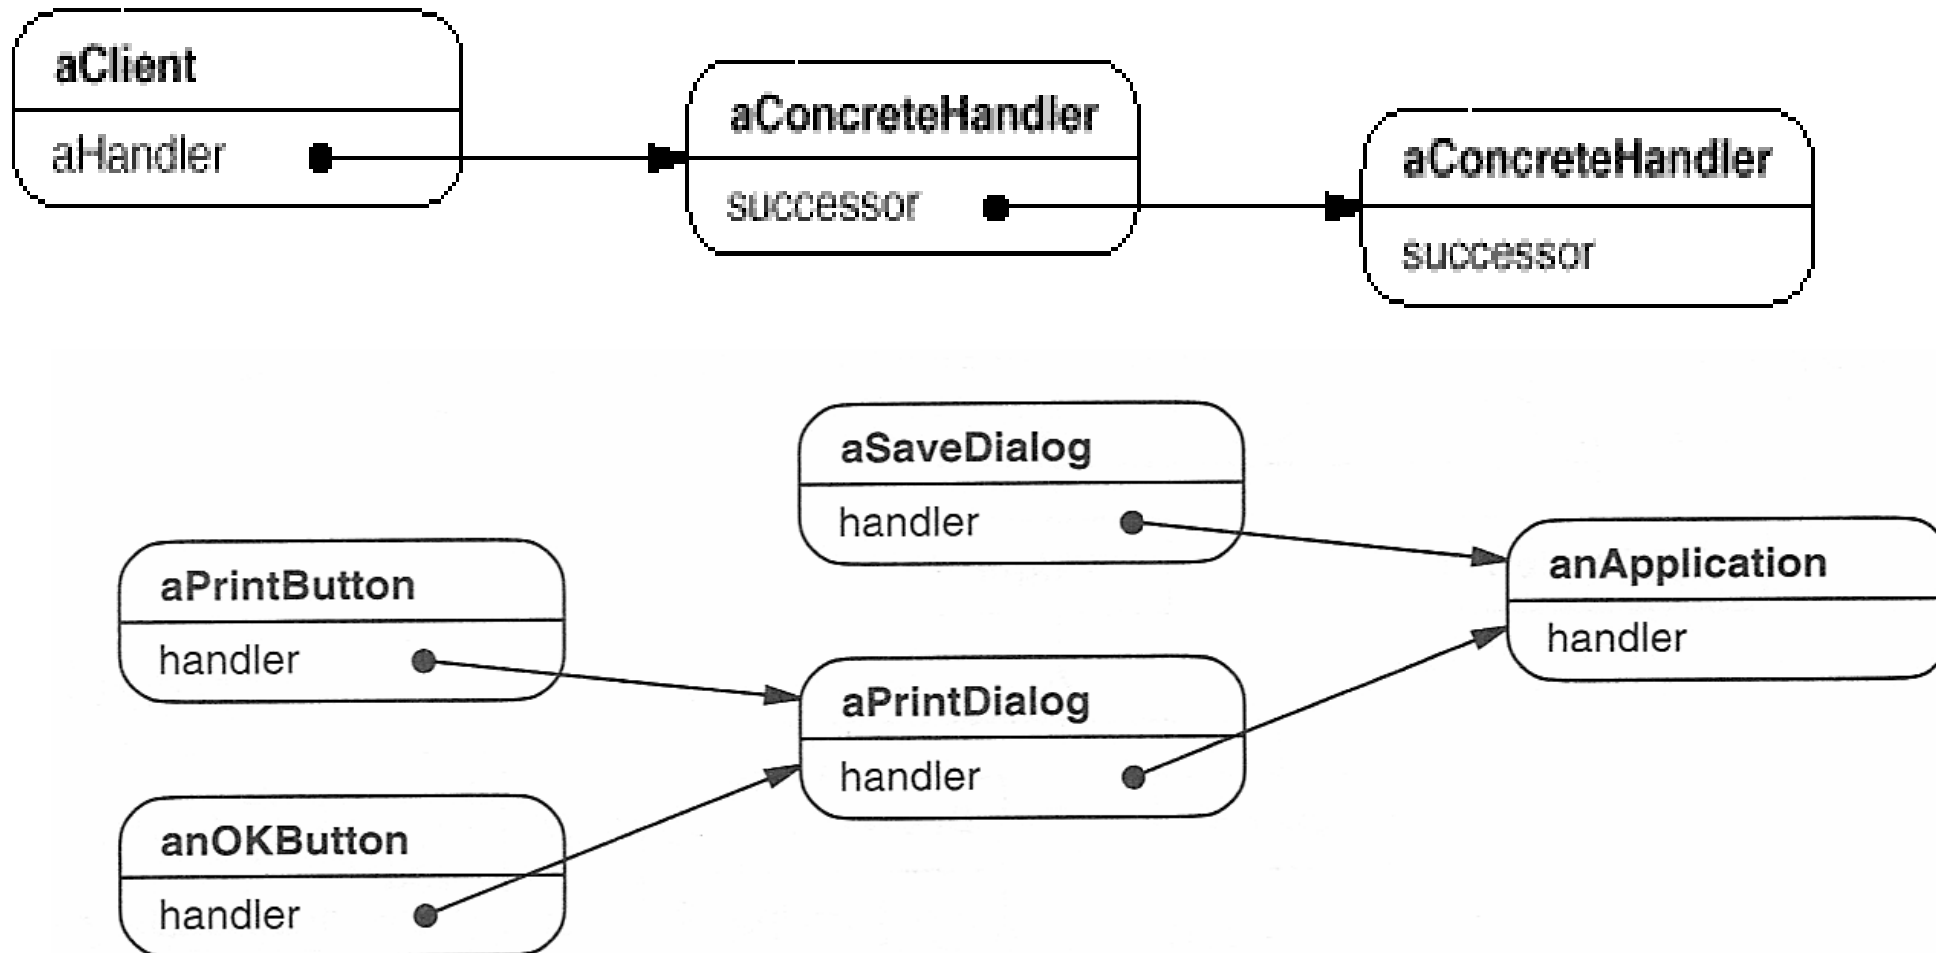 aClient
aHandler
aConcreteHandler
successor
aConcreteHandler
successor
aSaveDialog
handler
anApplication
handler
aPrintButton
handler
aPrintDialog
handler
anOKButton
handler